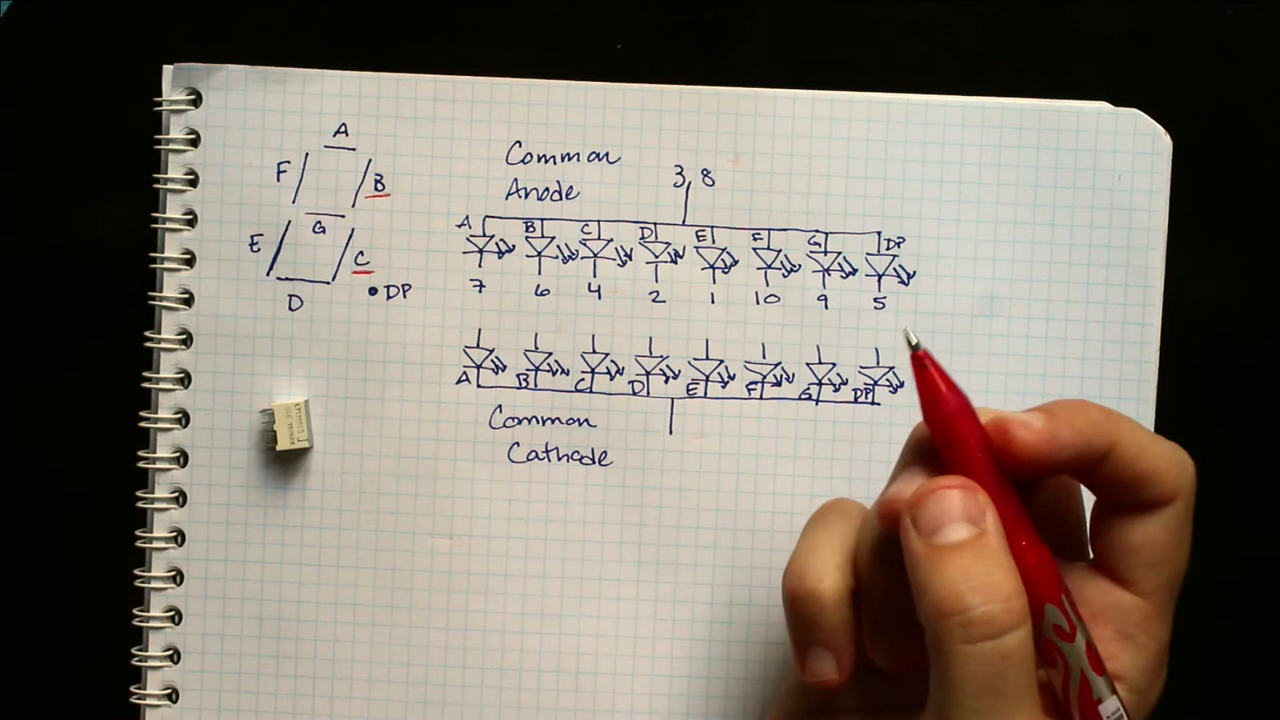 A
F
B
G
E
C
D
DP
Common
Anode
3, 8
A B C D E F G DP
7 6 4 2 1 10 9 5
A B C D E F G DP
Common
Cathode